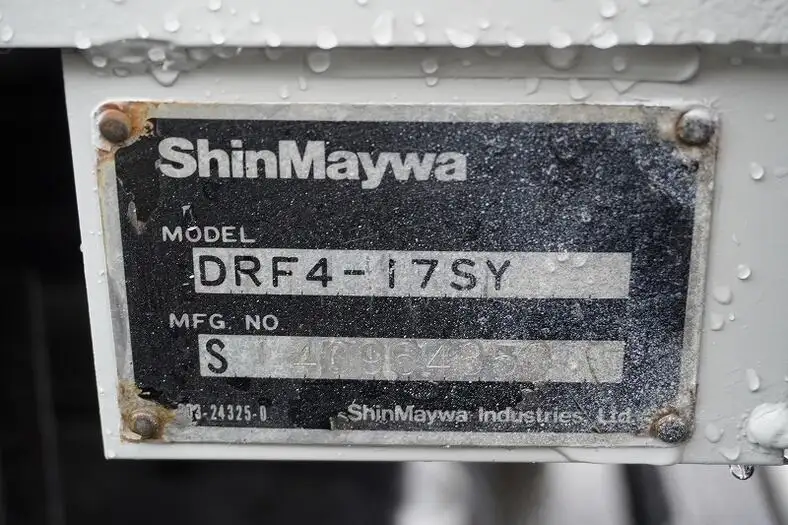 ShinMaywa
MODEL
DRF4-17SY
MFG. NO.
S
ShinMaywa Industries, Ltd.